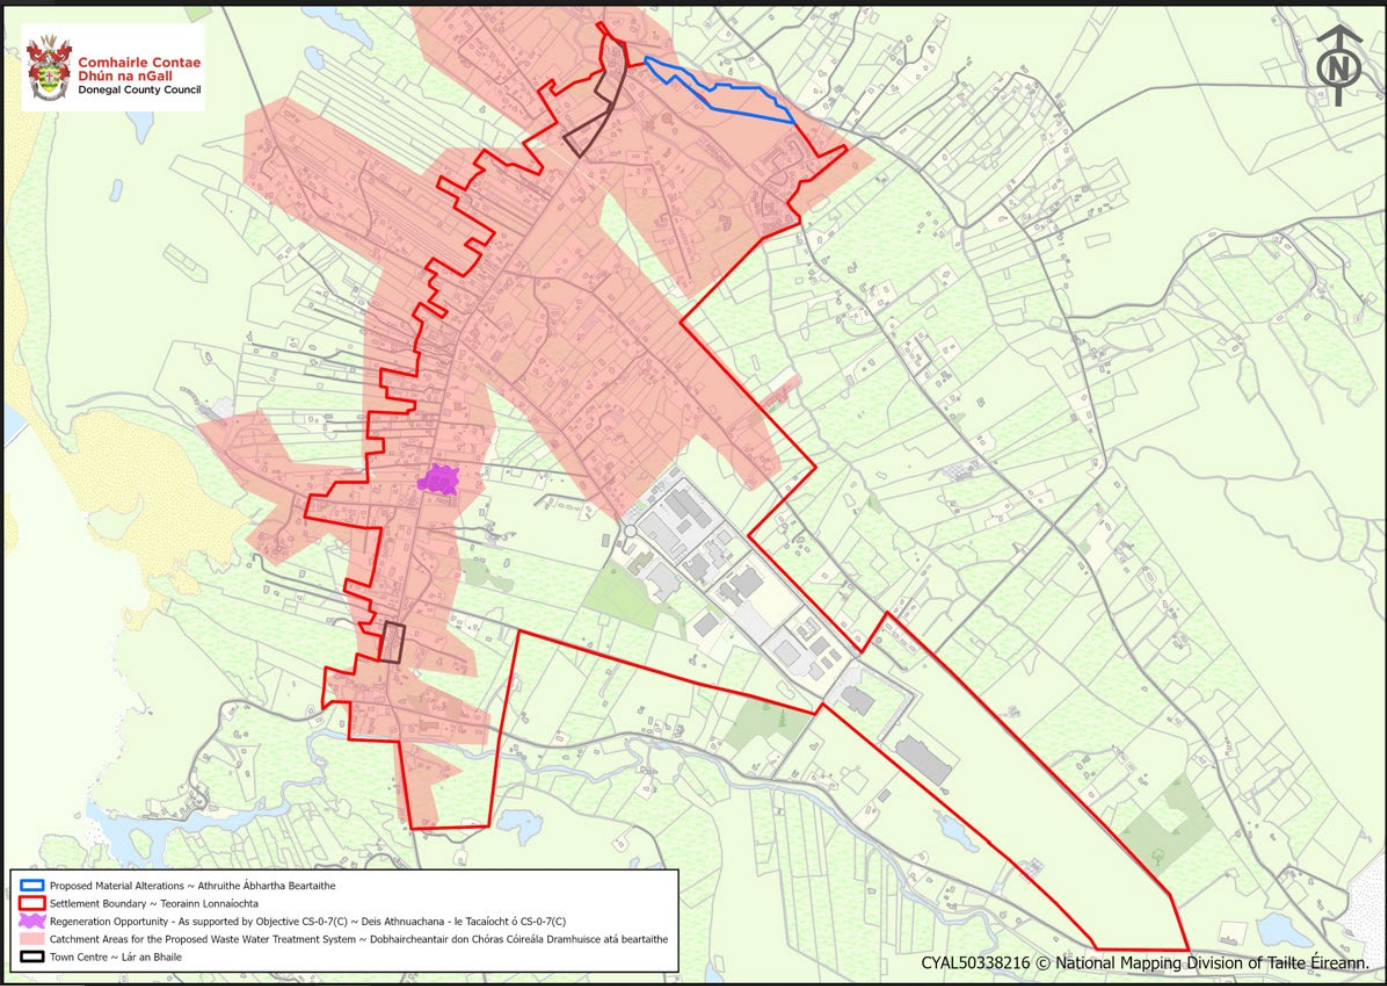 Comhairle Contae
Dhún na nGall
Donegal County Council
N
Proposed Material Alterations ~ Athruithe Ábhartha Beartaithe
Settlement Boundary ~ Teorainn Lonnaíochta
Regeneration Opportunity - As supported by Objective CS-0-7(C) ~ Deis Athnuachana - le Tacaíocht ó CS-0-7(C)
Catchment Areas for the Proposed Waste Water Treatment System ~ Dobhaircheantair don Chóras Cóireála Dramhuisce atá beartaithe
Town Centre ~ Lár an Bhaile
CYAL50338216 © National Mapping Division of Tailte Éireann.